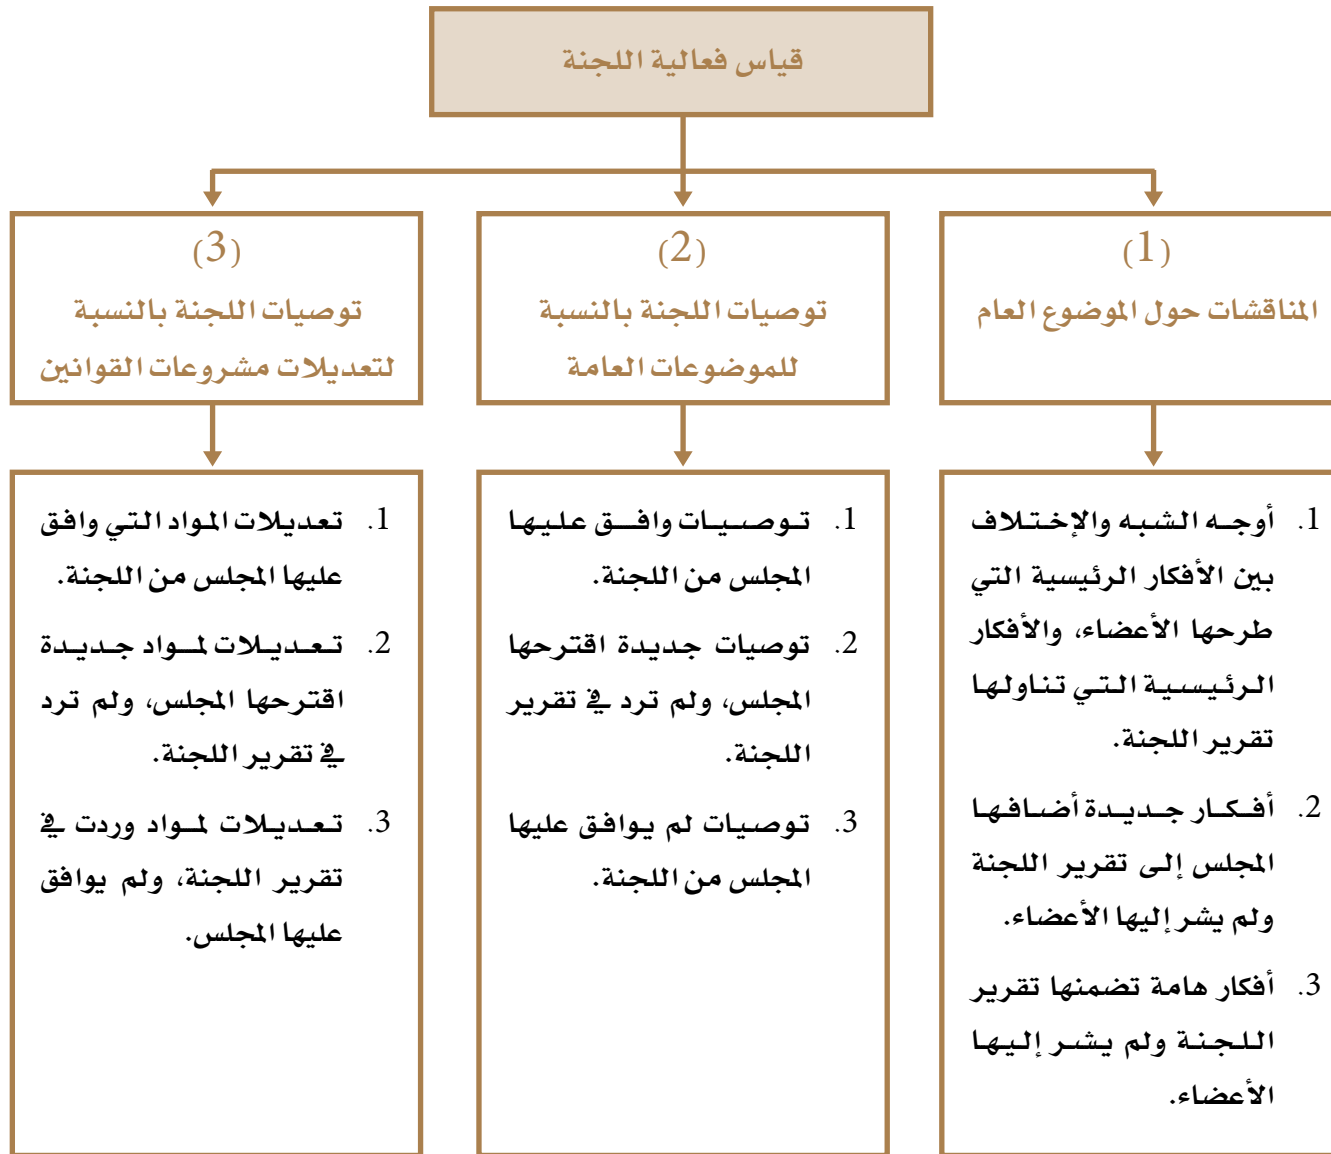 قياس فعالية اللجنة
(1)
المناقشات حول الموضوع العام
1. أوجه الشبه والإختلاف
بين الأفكار الرئيسية التي
طرحها الأعضاء، والأفكار
الرئيسية التي تناولها
تقرير اللجنة.
2. أفكار جديدة أضافها
المجلس إلى تقرير اللجنة
ولم يشر إليها الأعضاء.
3. أفكار هامة تضمنها تقرير
اللجنة ولم يشر إليها
الأعضاء.
(2)
توصيات اللجنة بالنسبة
للموضوعات العامة
1. توصيات وافق عليها
المجلس من اللجنة.
2. توصيات جديدة اقترحها
المجلس، ولم ترد في تقرير
اللجنة.
3. توصيات لم يوافق عليها
المجلس من اللجنة.
(3)
توصيات اللجنة بالنسبة
لتعديلات مشروعات القوانين
1. تعديلات المواد التي وافق
عليها المجلس من اللجنة.
2. تعديلات لمواد جديدة
اقترحها المجلس، ولم ترد
في تقرير اللجنة.
3. تعديلات لمواد وردت في
تقرير اللجنة، ولم يوافق
عليها المجلس.